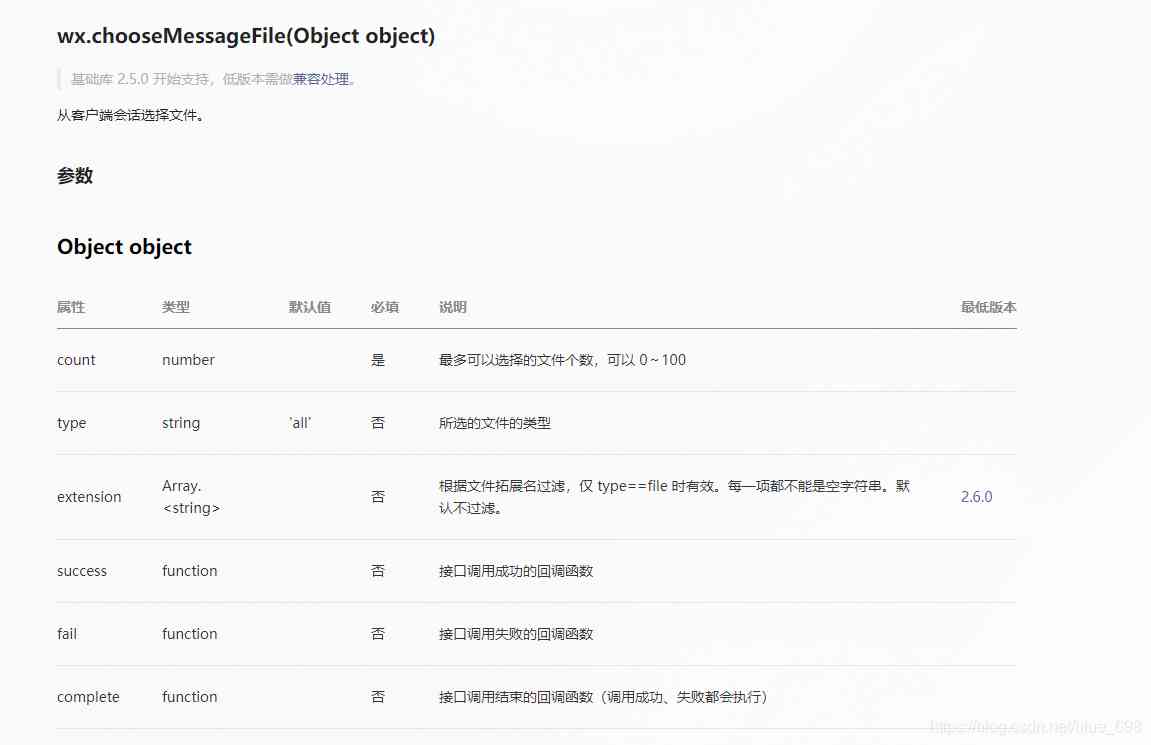 wx.chooseMessageFile(Object object)
基础库 2.5.0 开始支持，低版本需做兼容处理。
从客户端会话选择文件。
参数
Object object
属性 类型 默认值 必填 说明 最低版本
count number 是 最多可以选择的文件个数，可以 0～100
type string 'all' 否 所选的文件的类型
extension Array.<string> 否 根据文件拓展名过滤，仅 type==file 时有效。每一项都不能是空字符串。默认不过滤。 2.6.0
success function 否 接口调用成功的回调函数
fail function 否 接口调用失败的回调函数
complete function 否 接口调用结束的回调函数（调用成功、失败都会执行）